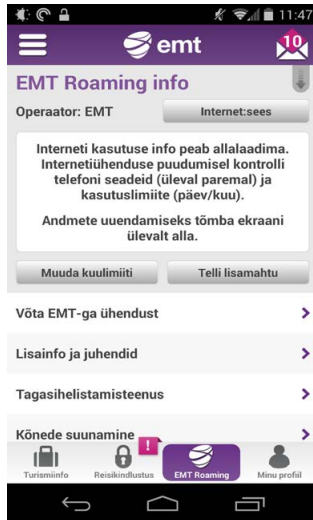 11:47
emt
10
EMT Roaming info
Operaator: EMT
Internet:sees
Interneti kasutuse info peab allalaadima.
Internetiühenduse puudumisel kontrolli
telefoni seadeid (üleval paremal) ja
kasutuslimiite (päev/kuu).
Andmete uuendamiseks tõmba ekraani
ülevalt alla.
Muuda kuulimiiti
Telli lisamahtu
Võta EMT-ga ühendust
Lisainfo ja juhendid
Tagasihelistamisteenus
Kõnede suunamine
!
Turismiinfo
Reisikindlustus
EMT Roaming
Minu profiil